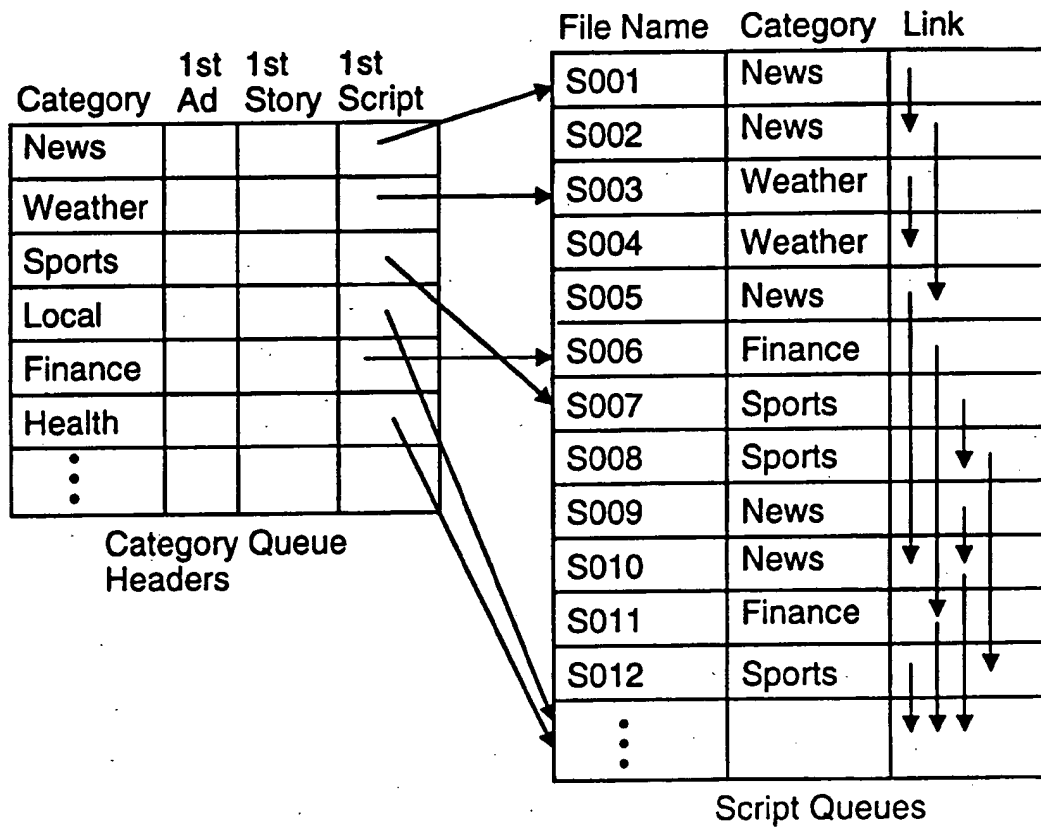 1st 1st 1st
Category Ad Story Script
News
Weather
Sports
Local
Finance
Health
Category Queue
Headers
File Name Category Link
S001 News
S002 News
S003 Weather
S004 Weather
S005 News
S006 Finance
S007 Sports
S008 Sports
S009 News
S010 News
S011 Finance
S012 Sports
Script Queues